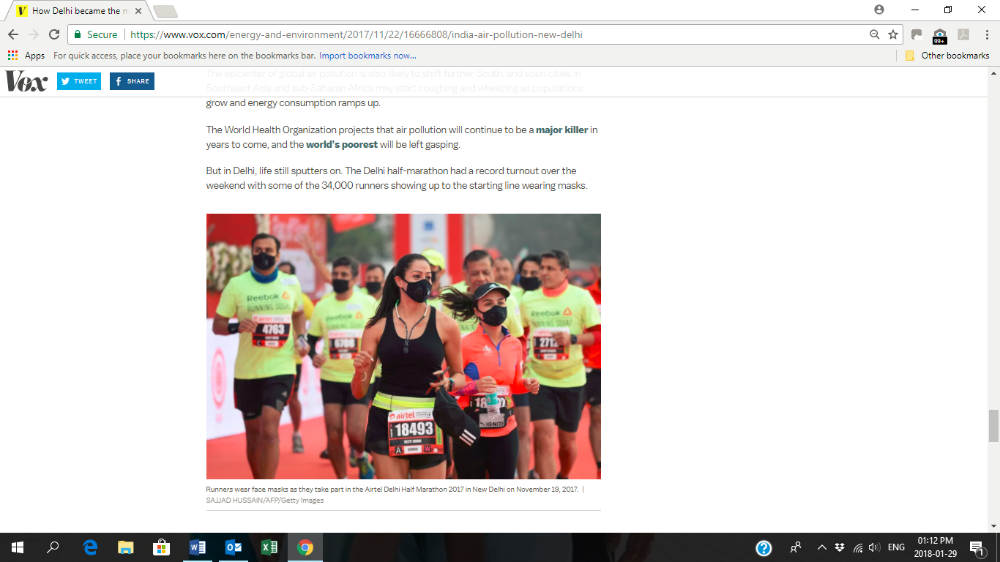 How Delhi became the m
Secure
https://www.vox.com/energy-and-environment/2017/11/22/16666808/india-air-pollution-new-delhi
99+
Apps
For quick access, place your bookmarks here on the bookmarks bar. Import bookmarks now...
Other bookmarks
Vox
TWEET
SHARE
The epicenter of global air pollution is also likely to shift further South, and soon cities in
Southeast Asia and sub-Saharan Africa may start coughing and wheezing as populations
grow and energy consumption ramps up.
The World Health Organization projects that air pollution will continue to be a major killer in
years to come, and the world's poorest will be left gasping.
But in Delhi, life still sputters on. The Delhi half-marathon had a record turnout over the
weekend with some of the 34,000 runners showing up to the starting line wearing masks.
Reebok
RUNNING SQUAD
4763
Reebok
RUNNING SQUAD
6708
Reebok
RUNNING SQUAD
271
airtel
18493
A
W
18
IGNITE
Runners wear face masks as they take part in the Airtel Delhi Half Marathon 2017 in New Delhi on November 19, 2017. |
SAJJAD HUSSAIN/AFP/Getty Images
ENG
01:12 PM
2018-01-29
1